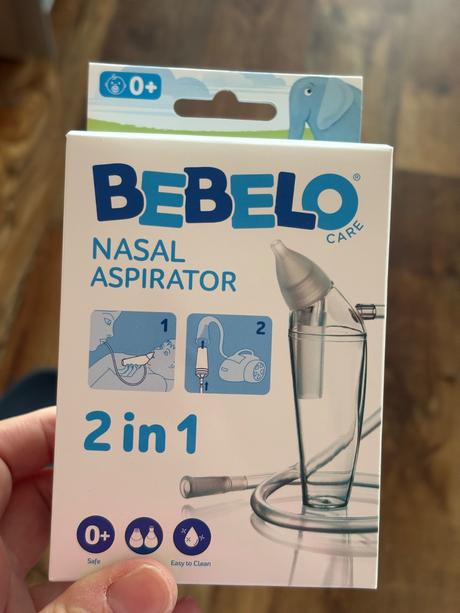 0+
BEBELO®
CARE
NASAL
ASPIRATOR
1
2
2 in 1
0+
Safe
Easy to Clean